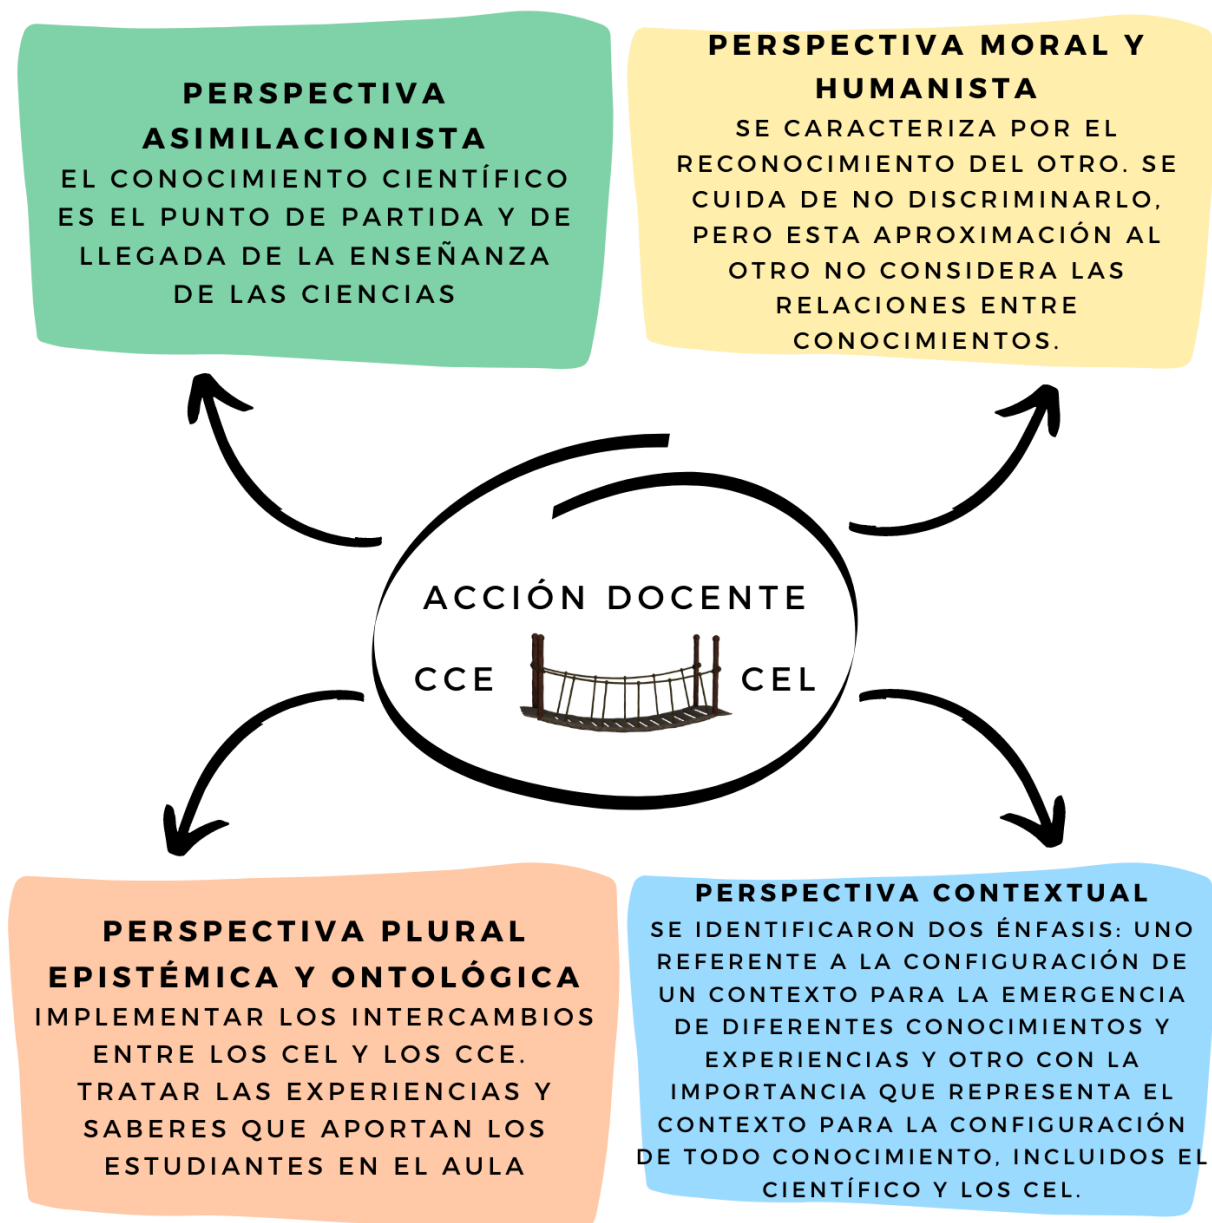 PERSPECTIVA
ASIMILACIONISTA
EL CONOCIMIENTO CIENTÍFICO
ES EL PUNTO DE PARTIDA Y DE
LLEGADA DE LA ENSEÑANZA
DE LAS CIENCIAS
PERSPECTIVA MORAL Y
HUMANISTA
SE CARACTERIZA POR EL
RECONOCIMIENTO DEL OTRO. SE
CUIDA DE NO DISCRIMINARLO,
PERO ESTA APROXIMACIÓN AL
OTRO NO CONSIDERA LAS
RELACIONES ENTRE
CONOCIMIENTOS.
ACCIÓN DOCENTE
CCE CEL
PERSPECTIVA PLURAL
EPISTÉMICA Y ONTOLÓGICA
IMPLEMENTAR LOS INTERCAMBIOS
ENTRE LOS CEL Y LOS CCE.
TRATAR LAS EXPERIENCIAS Y
SABERES QUE APORTAN LOS
ESTUDIANTES EN EL AULA
PERSPECTIVA CONTEXTUAL
SE IDENTIFICARON DOS ÉNFASIS: UNO
REFERENTE A LA CONFIGURACIÓN DE
UN CONTEXTO PARA LA EMERGENCIA
DE DIFERENTES CONOCIMIENTOS Y
EXPERIENCIAS Y OTRO CON LA
IMPORTANCIA QUE REPRESENTA EL
CONTEXTO PARA LA CONFIGURACIÓN
DE TODO CONOCIMIENTO, INCLUIDOS EL
CIENTÍFICO Y LOS CEL.